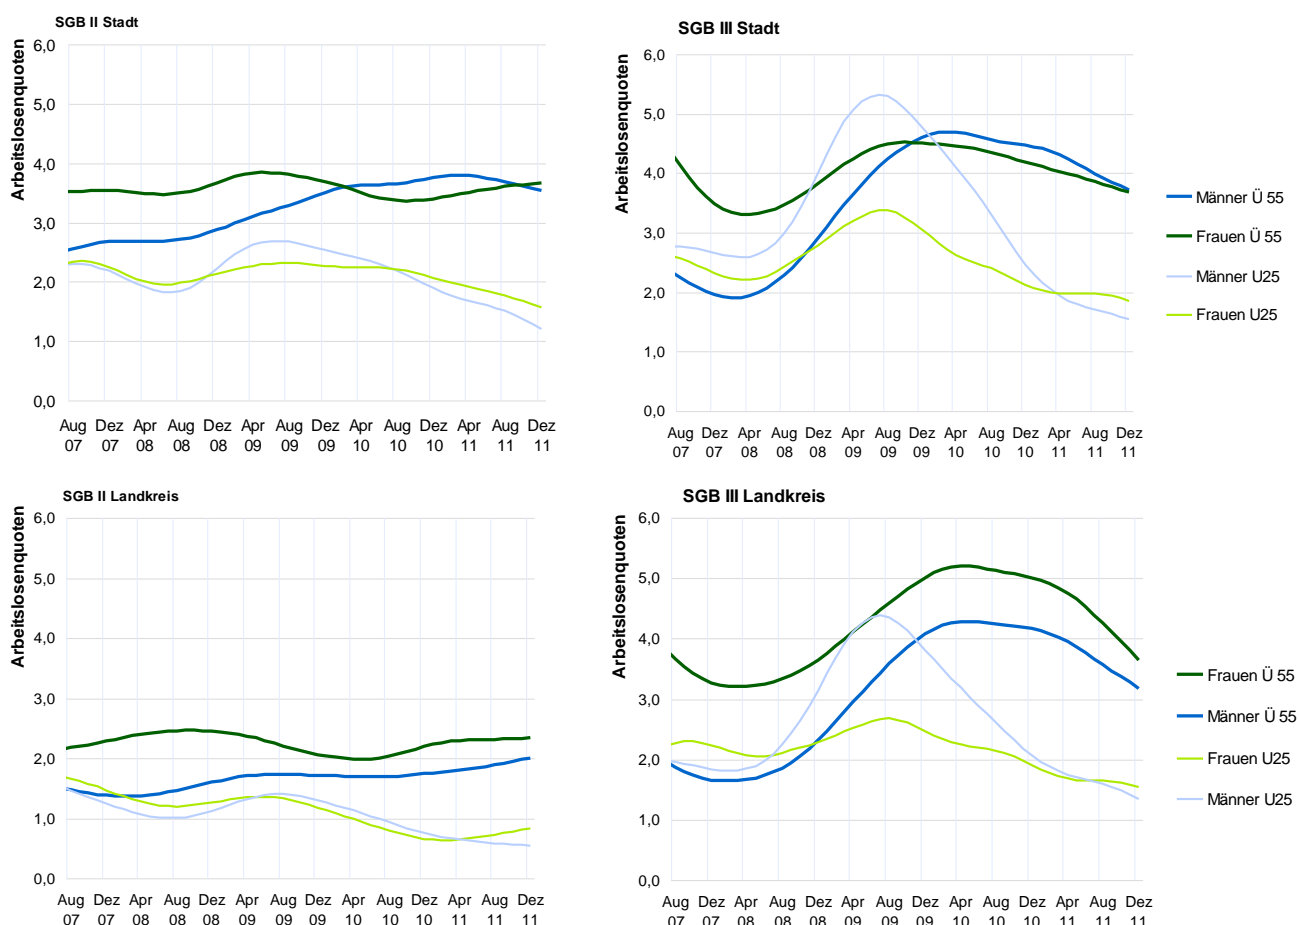 SGB II Stadt
Arbeitslosenquoten
6,0
5,0
4,0
3,0
2,0
1,0
0,0
Aug Dez Apr Aug Dez Apr Aug Dez Apr Aug Dez Apr Aug Dez
07 07 08 08 08 09 09 09 10 10 10 11 11 11
SGB III Stadt
Arbeitslosenquoten
6,0
5,0
4,0
3,0
2,0
1,0
0,0
Aug Dez Apr Aug Dez Apr Aug Dez Apr Aug Dez Apr Aug Dez
07 07 08 08 08 09 09 09 10 10 10 11 11 11
Männer Ü 55
Frauen Ü 55
Männer U25
Frauen U25
SGB II Landkreis
Arbeitslosenquoten
6,0
5,0
4,0
3,0
2,0
1,0
0,0
Aug Dez Apr Aug Dez Apr Aug Dez Apr Aug Dez Apr Aug Dez
07 07 08 08 08 09 09 09 10 10 10 11 11 11
SGB III Landkreis
Arbeitslosenquoten
6,0
5,0
4,0
3,0
2,0
1,0
0,0
Aug Dez Apr Aug Dez Apr Aug Dez Apr Aug Dez Apr Aug Dez
07 07 08 08 08 09 09 09 10 10 10 11 11 11
Frauen Ü 55
Männer Ü 55
Frauen U25
Männer U25